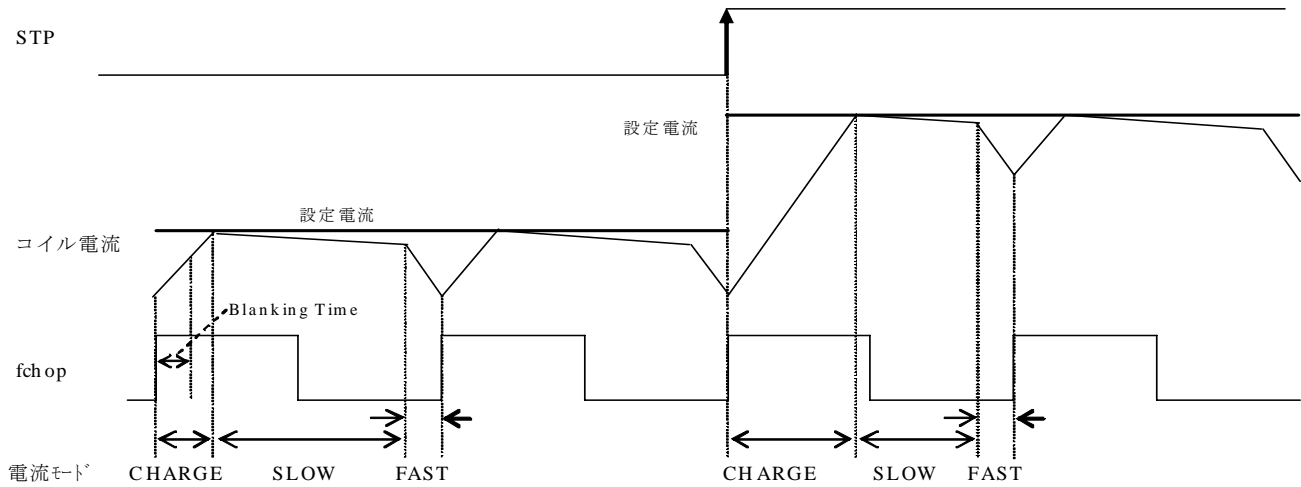 STP
設定電流
設定電流
コイル電流
Blanking Time
fchop
電流モード CHARGE SLOW FAST CHARGE SLOW FAST